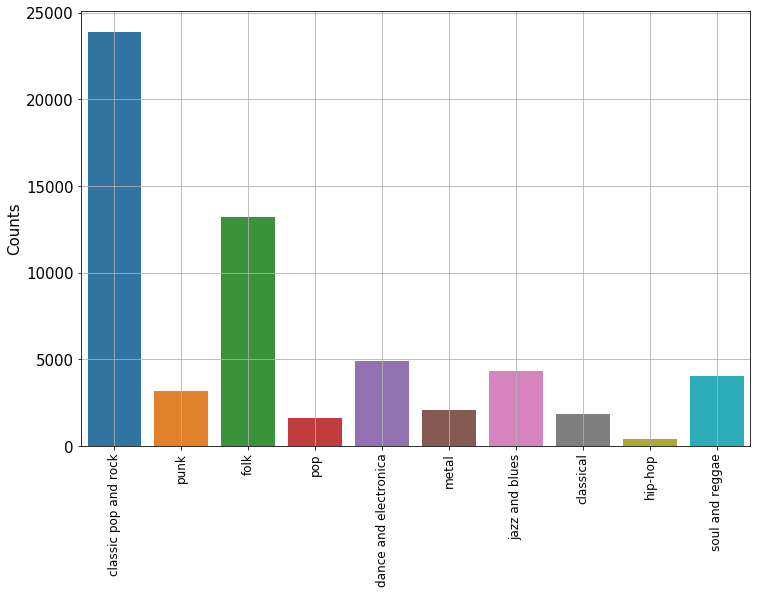 25000
20000
15000
10000
5000
0
Counts
classic pop and rock
punk
folk
pop
dance and electronica
metal
jazz and blues
classical
hip-hop
soul and reggae